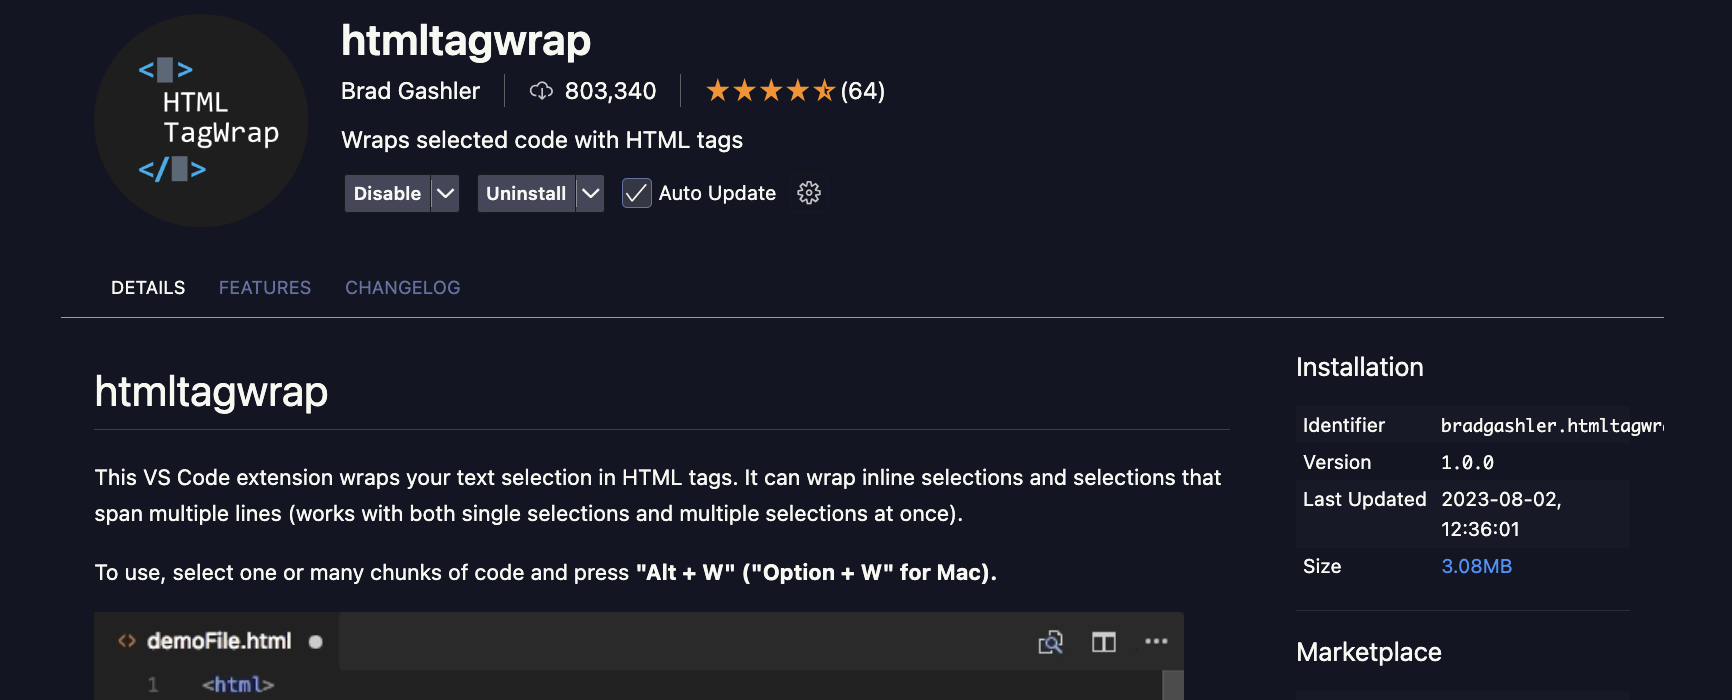 < >
HTML
TagWrap
</ >
htmltagwrap
Brad Gashler 803,340 (64)
Wraps selected code with HTML tags
Disable Uninstall Auto Update
DETAILS FEATURES CHANGELOG
htmltagwrap
This VS Code extension wraps your text selection in HTML tags. It can wrap inline selections and selections that
span multiple lines (works with both single selections and multiple selections at once).
To use, select one or many chunks of code and press "Alt + W" ("Option + W" for Mac).
<> demoFile.html
1 <html>
Installation
Identifier bradgashler.htmltagwr
Version 1.0.0
Last Updated 2023-08-02,
12:36:01
Size 3.08MB
Marketplace